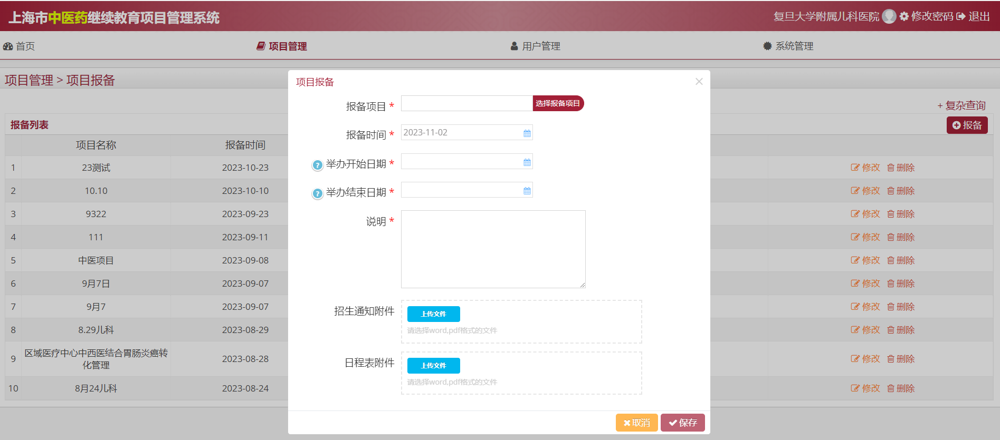 上海市中医药继续教育项目管理系统
复旦大学附属儿科医院 修改密码 退出
首页 项目管理 用户管理 系统管理
项目管理 > 项目报备
+ 复杂查询
报备列表
报备
项目名称 报备时间
1 23测试 2023-10-23 修改 删除
2 10.10 2023-10-10 修改 删除
3 9322 2023-09-23 修改 删除
4 111 2023-09-11 修改 删除
5 中医项目 2023-09-08 修改 删除
6 9月7日 2023-09-07 修改 删除
7 9月7 2023-09-07 修改 删除
8 8.29儿科 2023-08-29 修改 删除
9 区域医疗中心中西医结合胃肠炎癌转
化管理 2023-08-28 修改 删除
10 8月24儿科 2023-08-24 修改 删除
项目报备 ×
报备项目 * 选择报备项目
报备时间 * 2023-11-02
? 举办开始日期 *
? 举办结束日期 *
说明 *
招生通知附件 上传文件
请选择word,pdf格式的文件
日程表附件 上传文件
请选择word,pdf格式的文件
取消 保存